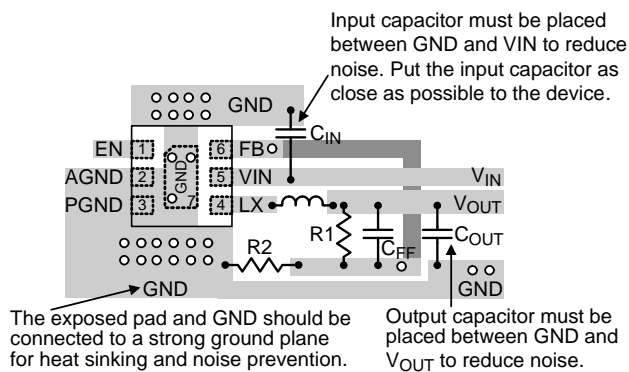 Input capacitor must be placed
between GND and VIN to reduce
noise. Put the input capacitor as
close as possible to the device.
GND
CIN
EN 1 6 FB
AGND 2 GND 5 VIN VIN
PGND 3 7 4 LX VOUT
R2 R1 CFF COUT
GND GND
The exposed pad and GND should be
connected to a strong ground plane
for heat sinking and noise prevention.
Output capacitor must be
placed between GND and
VOUT to reduce noise.